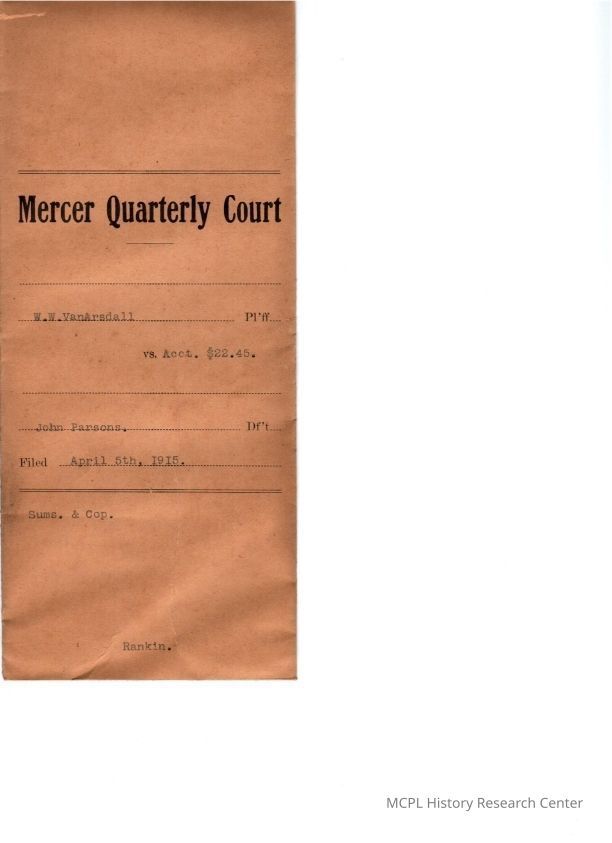 Mercer Quarterly Court
W.W.VanArsdall Pl'ff
vs. Acct. $22.45.
John Parsons. Df't
Filed April 5th, 1915.
Sums. & Cop.
Rankin.
MCPL History Research Center